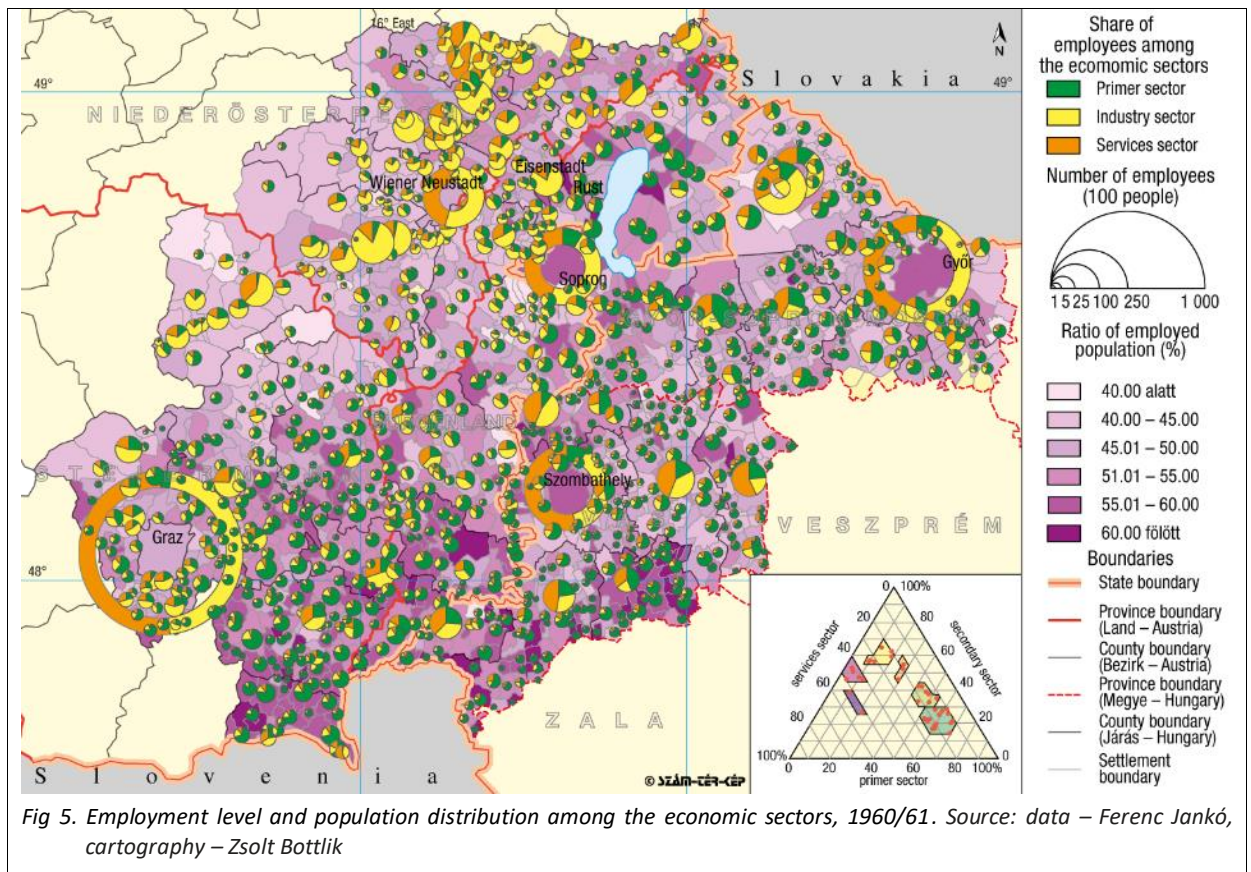 16° East
17°
N
49°
Slovakia
49°
Wiener Neustadt
Eisenstadt
Rust
Sopron
Győr
BURGENLAND
Szombathely
Graz
VESZPRÉM
48°
ZALA
Slovenia
© SZÁM-TÉR-KÉP
Share of
employees among
the economic sectors
Primer sector
Industry sector
Services sector
Number of employees
(100 people)
1 5 25 100 250 1 000
Ratio of employed
population (%)
40.00 alatt
40.00 – 45.00
45.01 – 50.00
51.01 – 55.00
55.01 – 60.00
60.00 fölött
Boundaries
State boundary
Province boundary
(Land – Austria)
County boundary
(Bezirk – Austria)
Province boundary
(Megye – Hungary)
County boundary
(Járás – Hungary)
Settlement
boundary
0 100%
20 80
40 60
60 40
80 20
100% 0
services sector
secondary sector
0 20 40 60 80 100%
primer sector
Fig 5. Employment level and population distribution among the economic sectors, 1960/61. Source: data – Ferenc Jankó,
cartography – Zsolt Bottlik